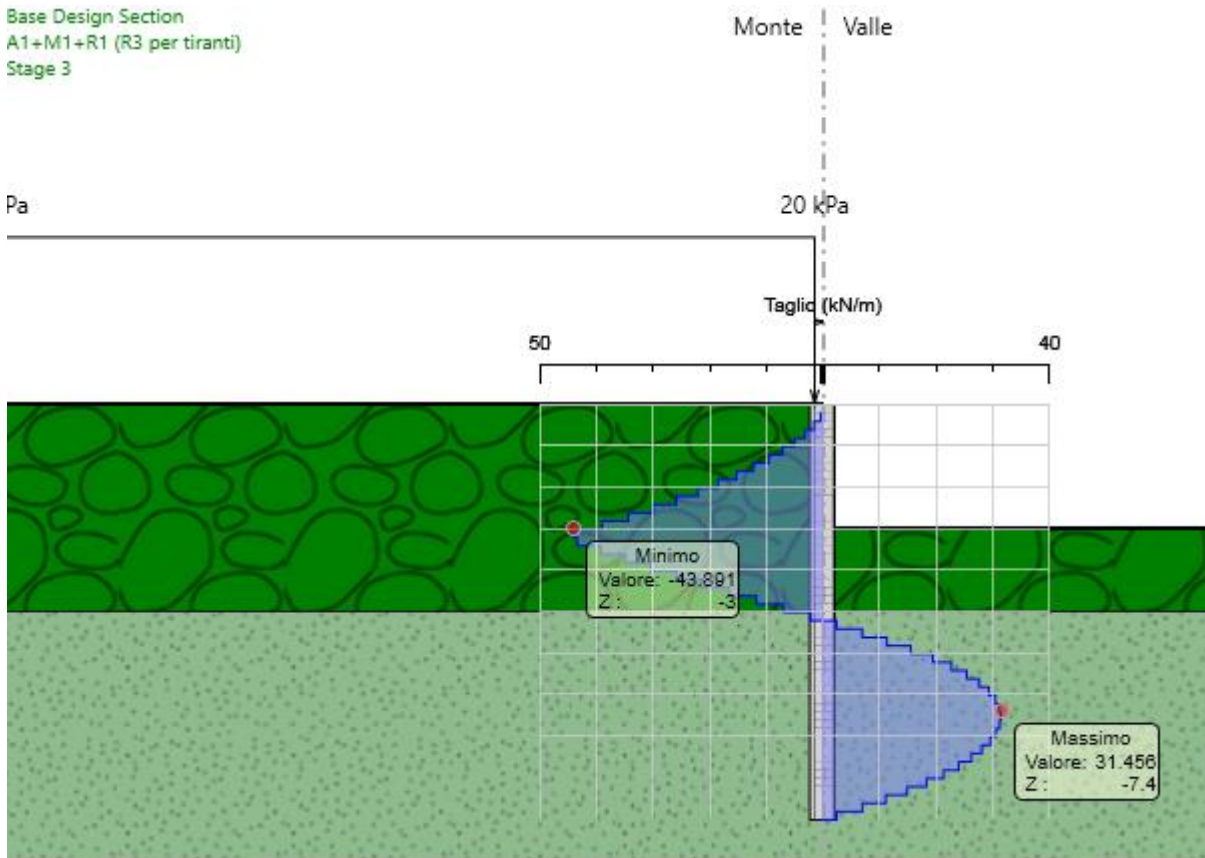 Base Design Section
A1+M1+R1 (R3 per tiranti)
Stage 3
Monte
Valle
Pa
20 kPa
Taglio (kN/m)
50
40
Minimo
Valore: -43.891
Z : -3
Massimo
Valore: 31.456
Z : -7.4